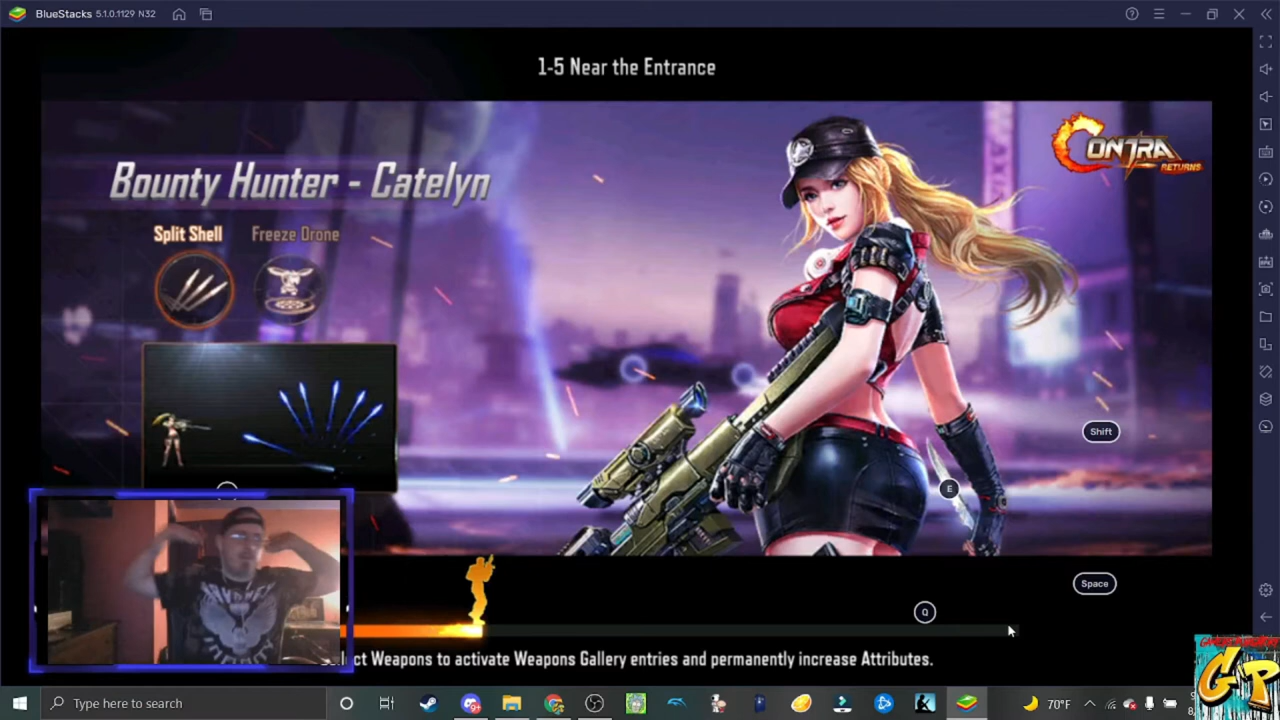 BlueStacks 5.1.0.1129 N32
1-5 Near the Entrance
CONTRA
RETURNS
Bounty Hunter - Catelyn
Split Shell Freeze Drone
Shift
E
Space
Q
Weapons to activate Weapons Gallery entries and permanently increase Attributes.
GP
Type here to search
70°F